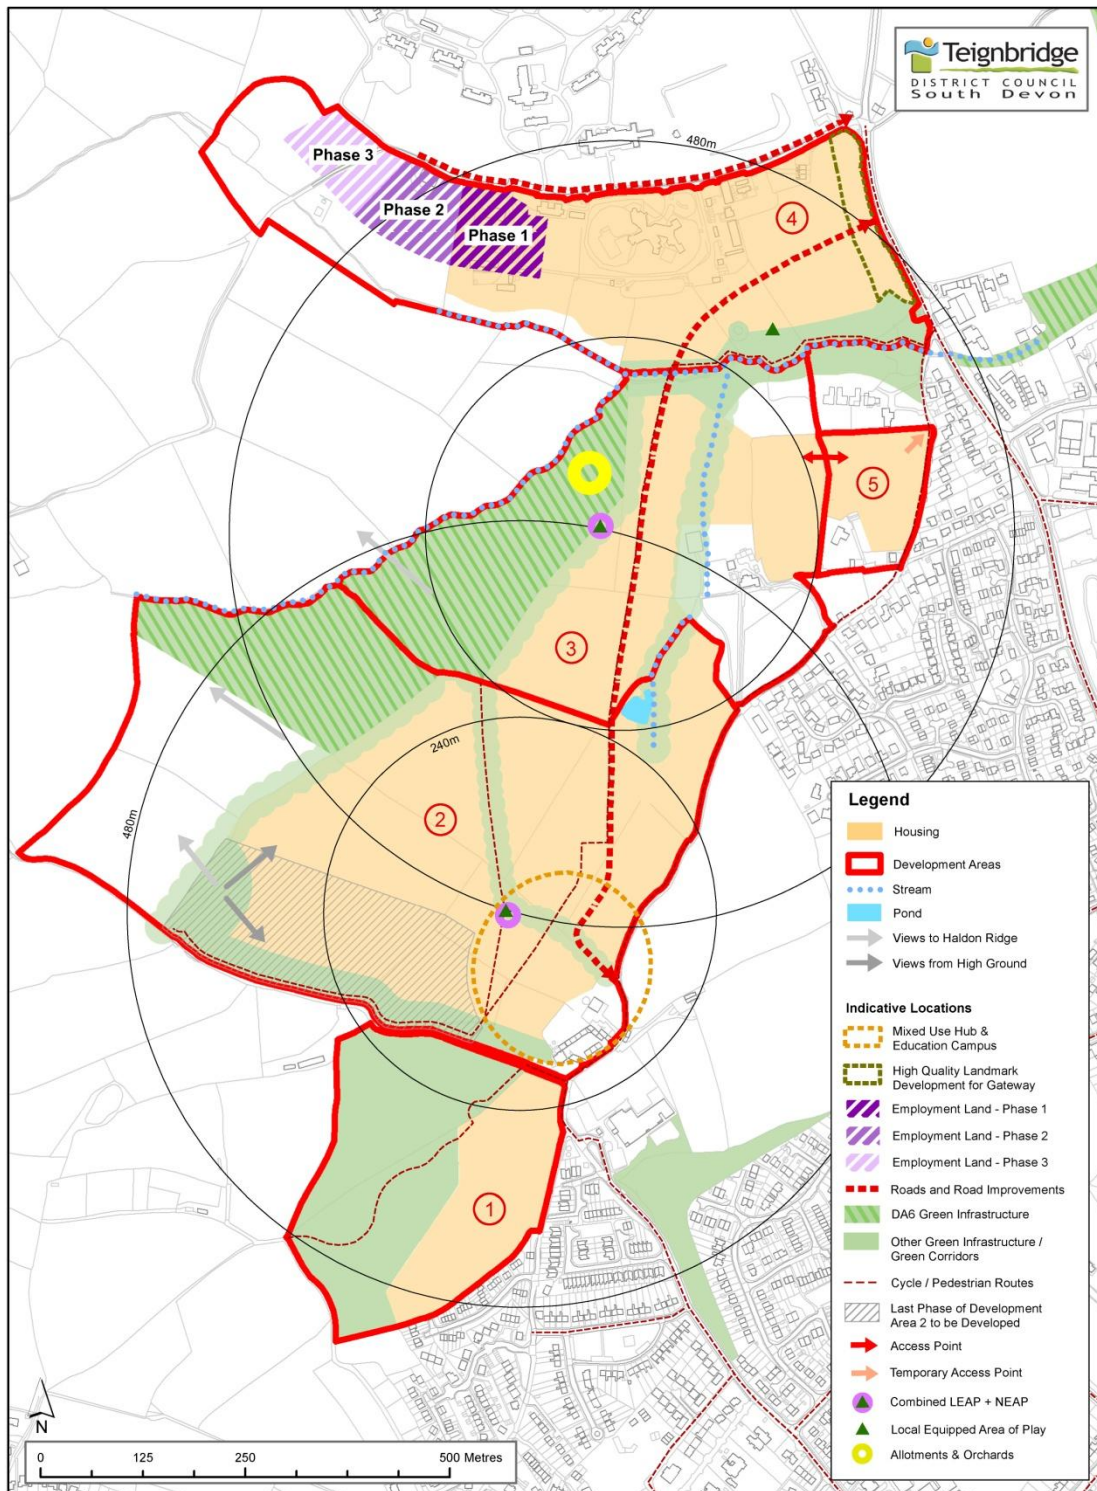 Teignbridge
DISTRICT COUNCIL
South Devon
480m
Phase 3
Phase 2
Phase 1
4
5
3
240m
480m
2
1
Legend
Housing
Development Areas
Stream
Pond
Views to Haldon Ridge
Views from High Ground
Indicative Locations
Mixed Use Hub &
Education Campus
High Quality Landmark
Development for Gateway
Employment Land - Phase 1
Employment Land - Phase 2
Employment Land - Phase 3
Roads and Road Improvements
DA6 Green Infrastructure
Other Green Infrastructure /
Green Corridors
Cycle / Pedestrian Routes
Last Phase of Development
Area 2 to be Developed
Access Point
Temporary Access Point
Combined LEAP + NEAP
Local Equipped Area of Play
Allotments & Orchards
N
0 125 250 500 Metres